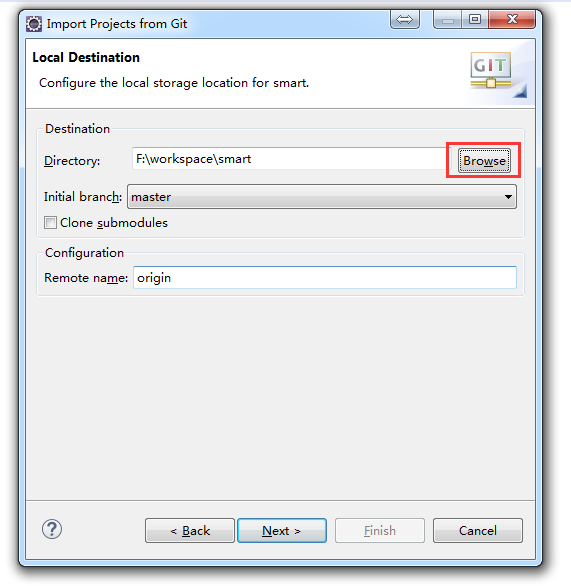 Import Projects from Git
Local Destination
Configure the local storage location for smart.
GIT
Destination
Directory: F:\workspace\smart Browse
Initial branch: master
Clone submodules
Configuration
Remote name: origin
? < Back Next > Finish Cancel